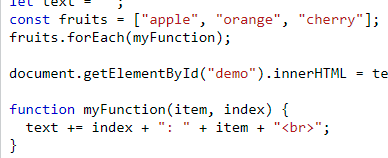 let text = "";
const fruits = ["apple", "orange", "cherry"];
fruits.forEach(myFunction);
document.getElementById("demo").innerHTML = te
function myFunction(item, index) {
  text += index + ": " + item + "<br>";
}